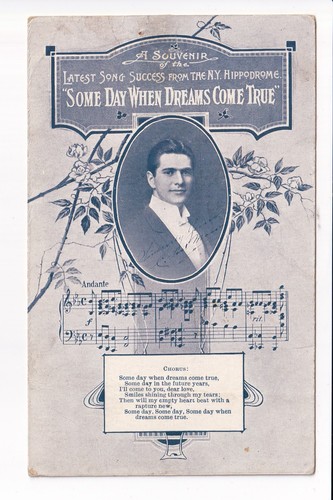 A SOUVENIR
of the
LATEST SONG SUCCESS FROM THE N.Y. HIPPODROME
"SOME DAY WHEN DREAMS COME TRUE"
Andante
f
CHORUS:
Some day when dreams come true,
Some day in the future years,
I'll come to you, dear love,
Smiles shining through my tears;
Then will my empty heart beat with a
rapture new,
Some day, Some day, Some day when
dreams come true.